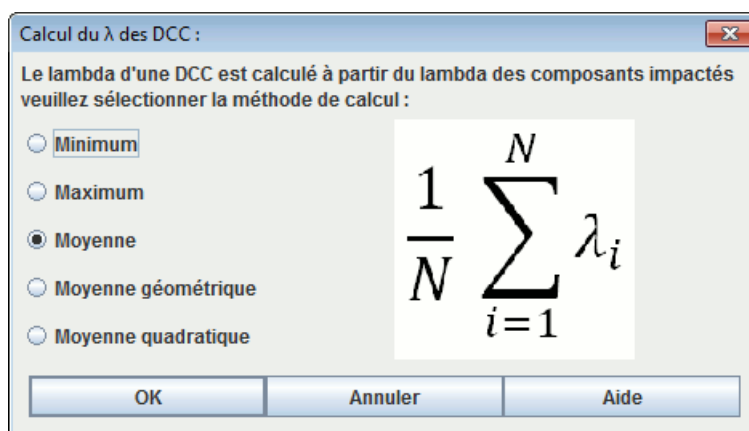 Calcul du λ des DCC :
Le lambda d'une DCC est calculé à partir du lambda des composants impactés
veuillez sélectionner la méthode de calcul :
Minimum
Maximum
Moyenne
Moyenne géométrique
Moyenne quadratique
1/N ∑_{i=1}^{N} λ_i
OK Annuler Aide